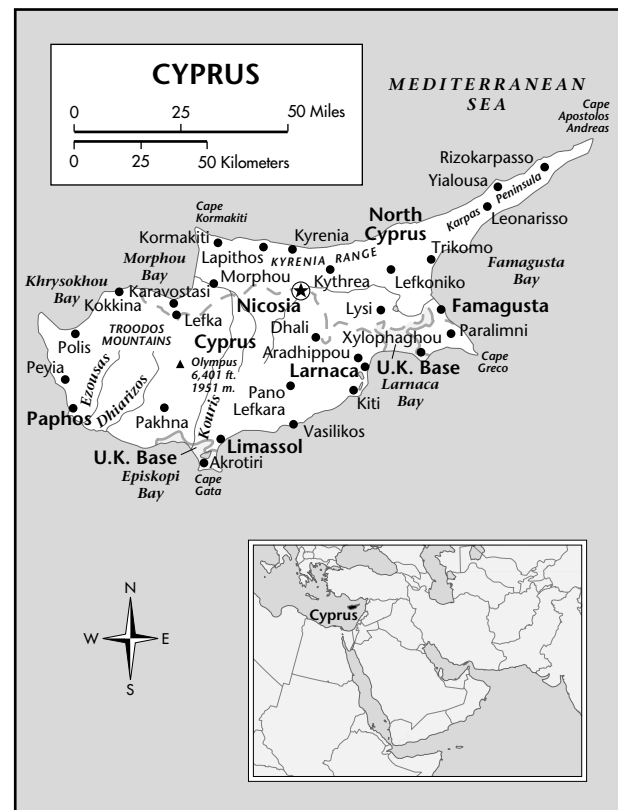 CYPRUS
0 25 50 Miles
0 25 50 Kilometers
MEDITERRANEAN
SEA
Cape
Apostolos
Andreas
Rizokarpasso
Yialousa
Karpas Peninsula
Leonarisso
Cape
Kormakiti
North
Cyprus
Kormakiti
Kyrenia
Lapithos
KYRENIA RANGE
Trikomo
Morphou
Bay
Famagusta
Bay
Khrysokhou
Bay
Morphou
Kythrea
Lefkoniko
Karavostasi
Kokkina
Nicosia
Lysi
Famagusta
Lefka
TROODOS
MOUNTAINS
Dhali
Xylophaghou
Paralimni
Polis
Cyprus
Aradhippou
Peyia
Olympus
6,401 ft.
1951 m.
Larnaca
U.K. Base
Cape
Greco
Ezousas
Dhiarizos
Pano
Lefkara
Kiti
Larnaca
Bay
Paphos
Pakhna
Kouris
Vasilikos
Limassol
U.K. Base
Akrotiri
Episkopi
Bay
Cape
Gata
N
W E
S
Cyprus